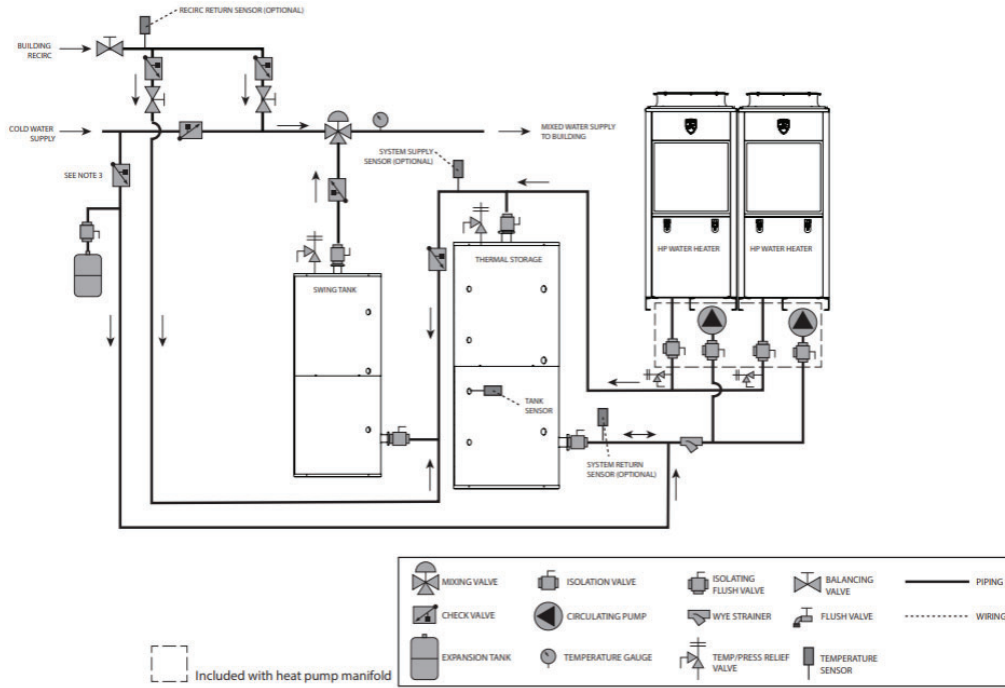 RECIRC RETURN SENSOR (OPTIONAL)
BUILDING
RECIRC
COLD WATER
SUPPLY
MIXED WATER SUPPLY
TO BUILDING
SYSTEM SUPPLY
SENSOR (OPTIONAL)
SEE NOTE 3
SWING TANK
THERMAL STORAGE
HP WATER HEATER
HP WATER HEATER
TANK
SENSOR
SYSTEM RETURN
SENSOR (OPTIONAL)
MIXING VALVE
ISOLATION VALVE
ISOLATING
FLUSH VALVE
BALANCING
VALVE
PIPING
CHECK VALVE
CIRCULATING PUMP
WYE STRAINER
FLUSH VALVE
WIRING
EXPANSION TANK
TEMPERATURE GAUGE
TEMP/PRESS RELIEF
VALVE
TEMPERATURE
SENSOR
Included with heat pump manifold